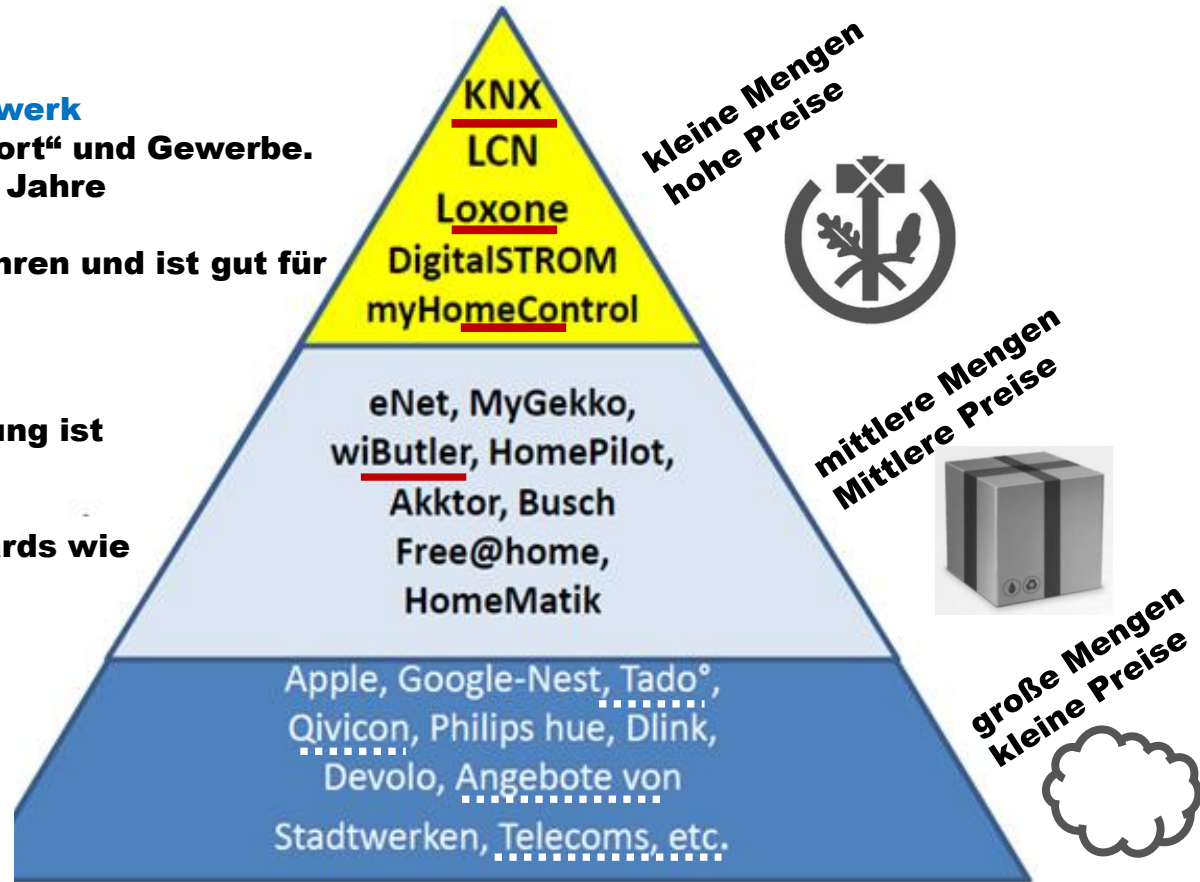 werk
ort“ und Gewerbe.
Jahre
hren und ist gut für
ung ist
ards wie
KNX
LCN
Loxone
DigitalSTROM
myHomeControl
kleine Mengen
hohe Preise
eNet, MyGekko,
wiButler, HomePilot,
Akktor, Busch
Free@home,
HomeMatik
mittlere Mengen
Mittlere Preise
Apple, Google-Nest, Tado°,
Qivicon, Philips hue, Dlink,
Devolo, Angebote von
Stadtwerken, Telecoms, etc.
große Mengen
kleine Preise